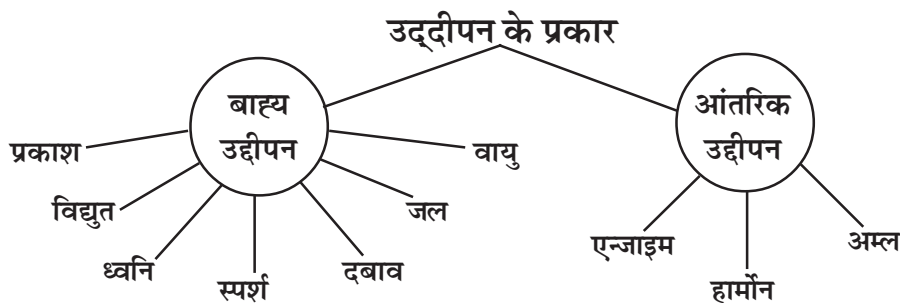 उद्दीपन के प्रकार
बाह्य
उद्दीपन
आंतरिक
उद्दीपन
प्रकाश
वायु
विद्युत
जल
ध्वनि
स्पर्श
दबाव
एन्जाइम
हार्मोन
अम्ल